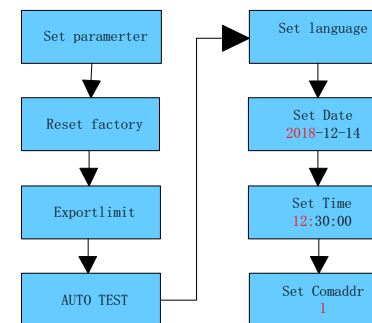 Set paramerter
Reset factory
Exportlimit
AUTO TEST
Set language
Set Date
2018-12-14
Set Time
12:30:00
Set Comaddr
1